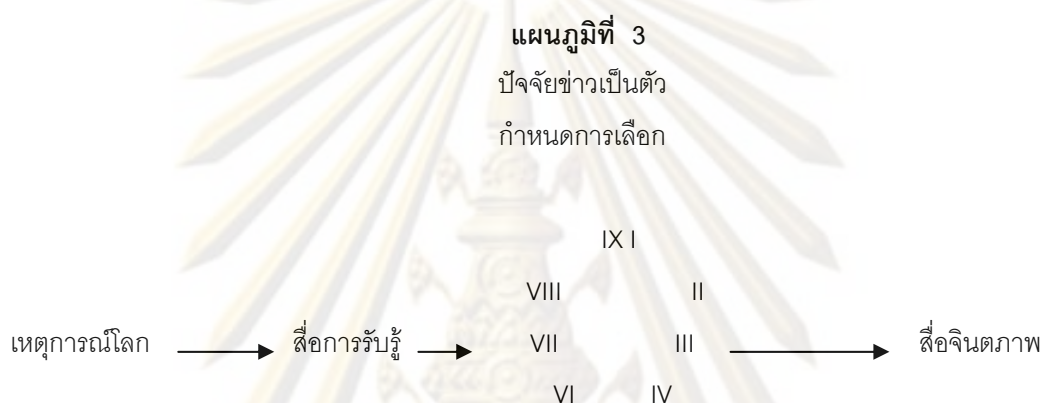 แผนภูมิที่ 3
ปัจจัยข่าวเป็นตัว
กำหนดการเลือก
IX I
VIII II
เหตุการณ์โลก สื่อการรับรู้ VII III สื่อจินตภาพ
VI IV